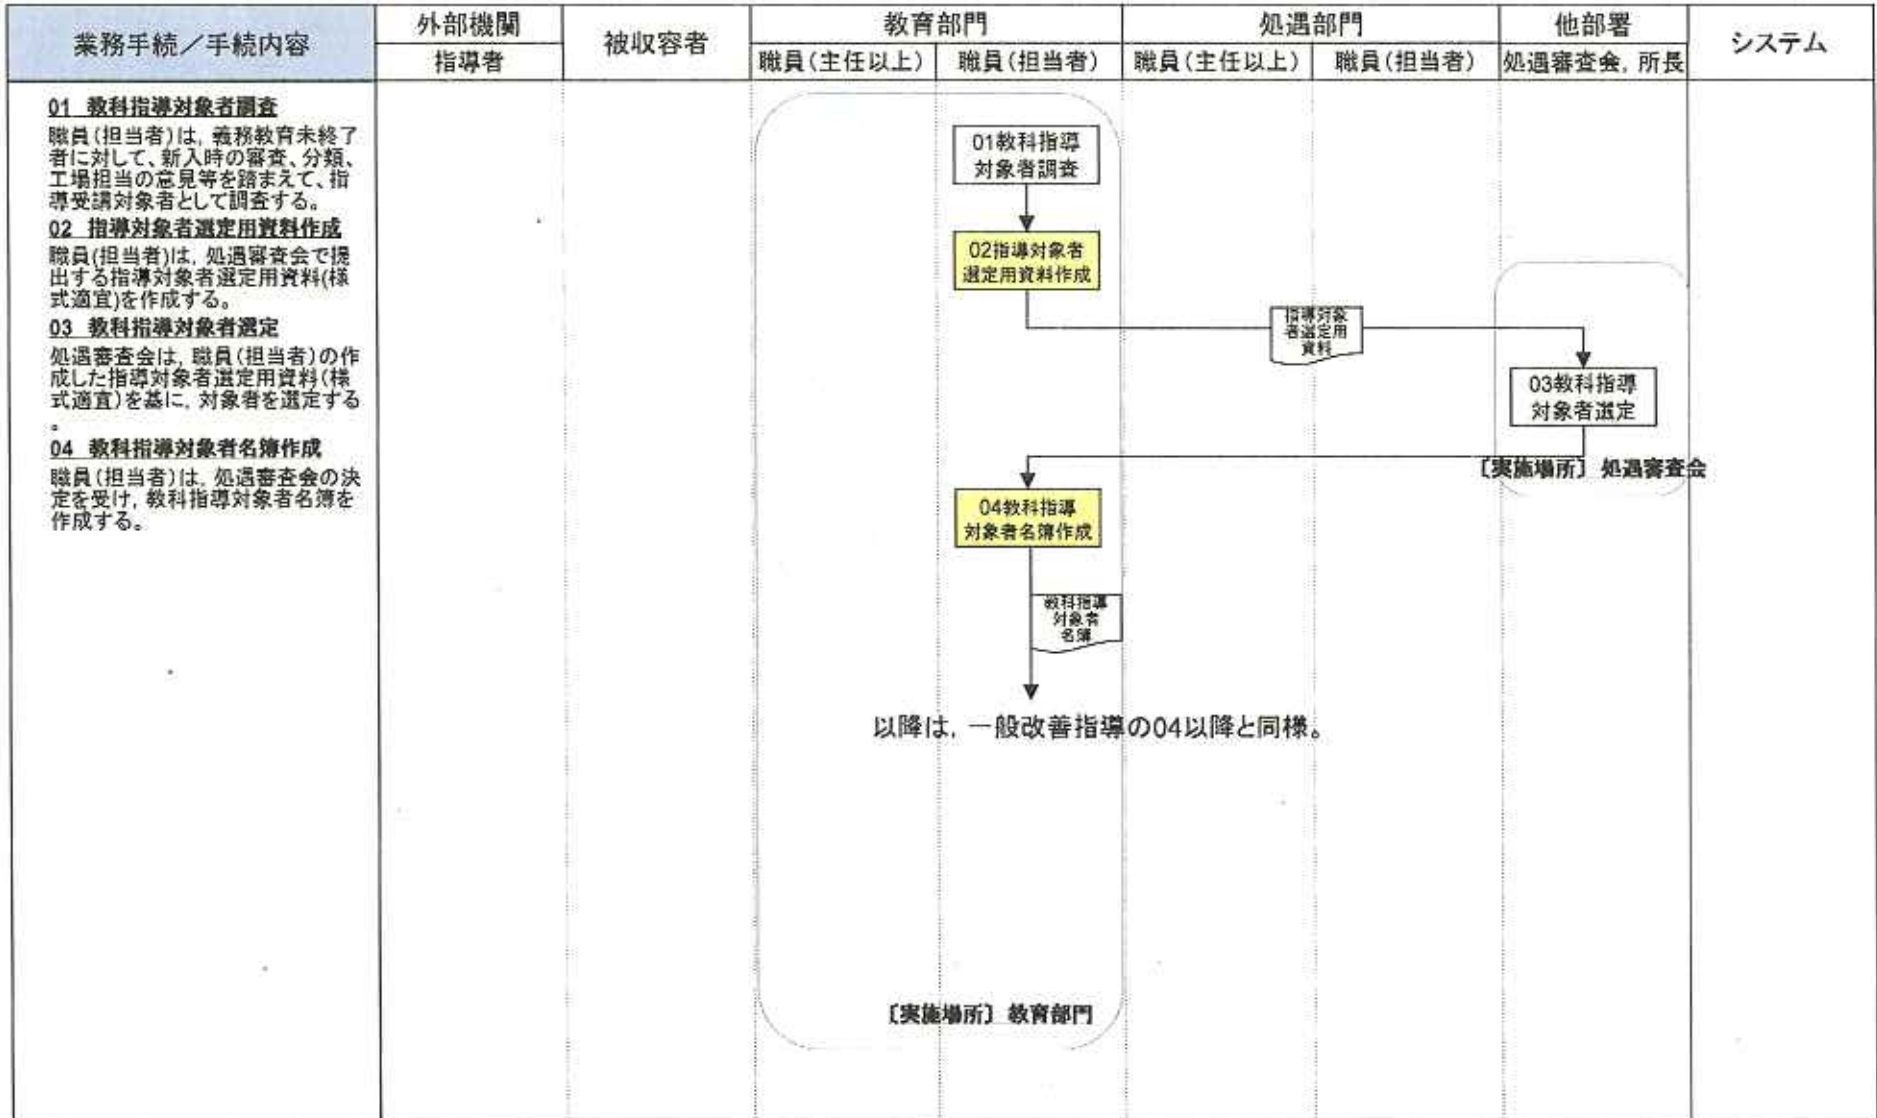 業務手続／手続内容
外部機関
指導者
被収容者
教育部門
職員（主任以上）
職員（担当者）
処遇部門
職員（主任以上）
職員（担当者）
他部署
処遇審査会，所長
システム
01 教科指導対象者調査
職員（担当者）は，義務教育未終了
者に対して、新入時の審査、分類、
工場担当の意見等を踏まえて、指
導受講対象者として調査する。
02 指導対象者選定用資料作成
職員(担当者)は，処遇審査会で提
出する指導対象者選定用資料(様
式適宜)を作成する。
03 教科指導対象者選定
処遇審査会は，職員（担当者）の作
成した指導対象者選定用資料（様
式適宜）を基に，対象者を選定する
。
04 教科指導対象者名簿作成
職員（担当者）は，処遇審査会の決
定を受け，教科指導対象者名簿を
作成する。
01教科指導
対象者調査
02指導対象者
選定用資料作成
指導対象
者選定用
資料
03教科指導
対象者選定
〔実施場所〕処遇審査会
04教科指導
対象者名簿作成
教科指導
対象者
名簿
以降は，一般改善指導の04以降と同様。
〔実施場所〕教育部門